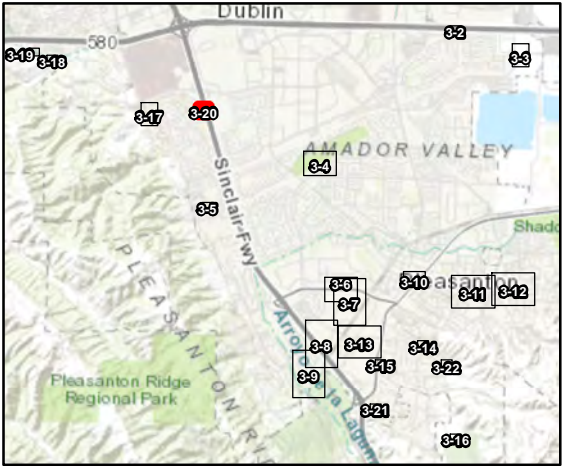 Dublin
580
3-2
3-19
3-18
3-3
3-17
3-20
AMADOR VALLEY
3-4
Sinclair-Fwy
3-5
Shado
PLEASANTON RI
3-6
3-10
Pleasanton
3-7
3-11
3-12
3-8
3-13
3-14
3-9
3-15
3-22
Arroyo de la Laguna
Pleasanton Ridge
Regional Park
3-21
3-16